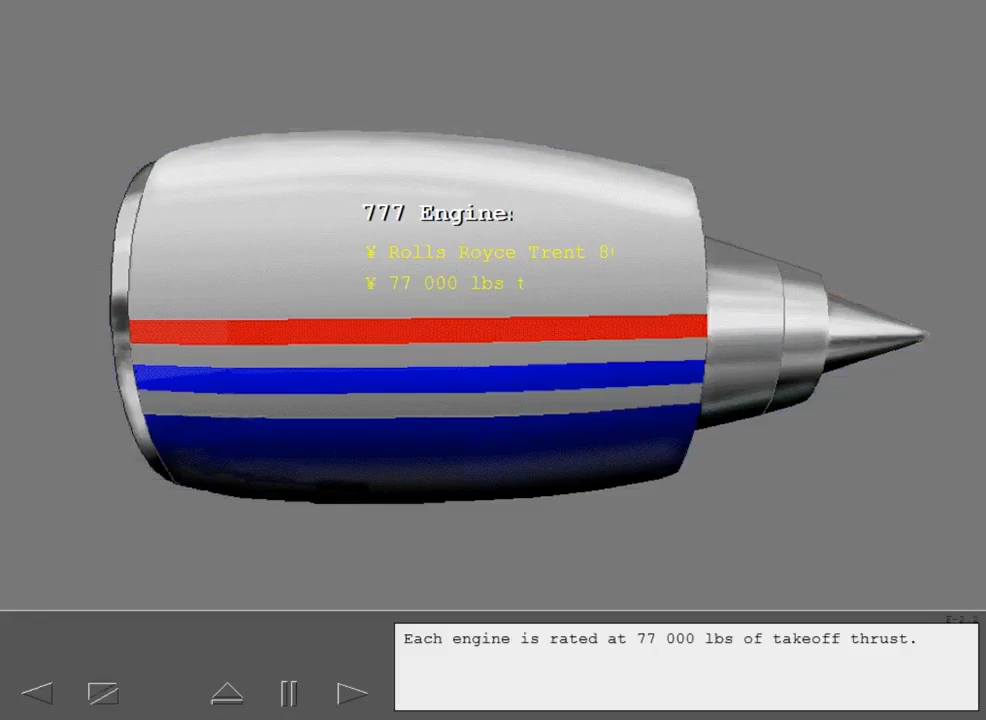 777 Engine:
¥ Rolls Royce Trent 8
¥ 77 000 lbs t
Each engine is rated at 77 000 lbs of takeoff thrust.